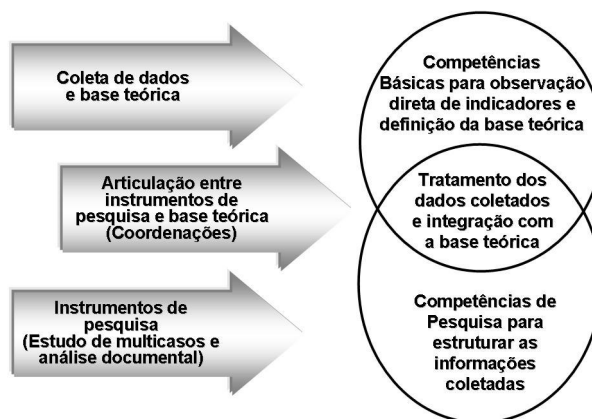 Coleta de dados
e base teórica
Articulação entre
instrumentos de
pesquisa e base teórica
(Coordenações)
Instrumentos de
pesquisa
(Estudo de multicasos e
análise documental)
Competências
Básicas para observação
direta de indicadores e
definição da base teórica
Tratamento dos
dados coletados
e integração com
a base teórica
Competências de
Pesquisa para
estruturar as
informações
coletadas